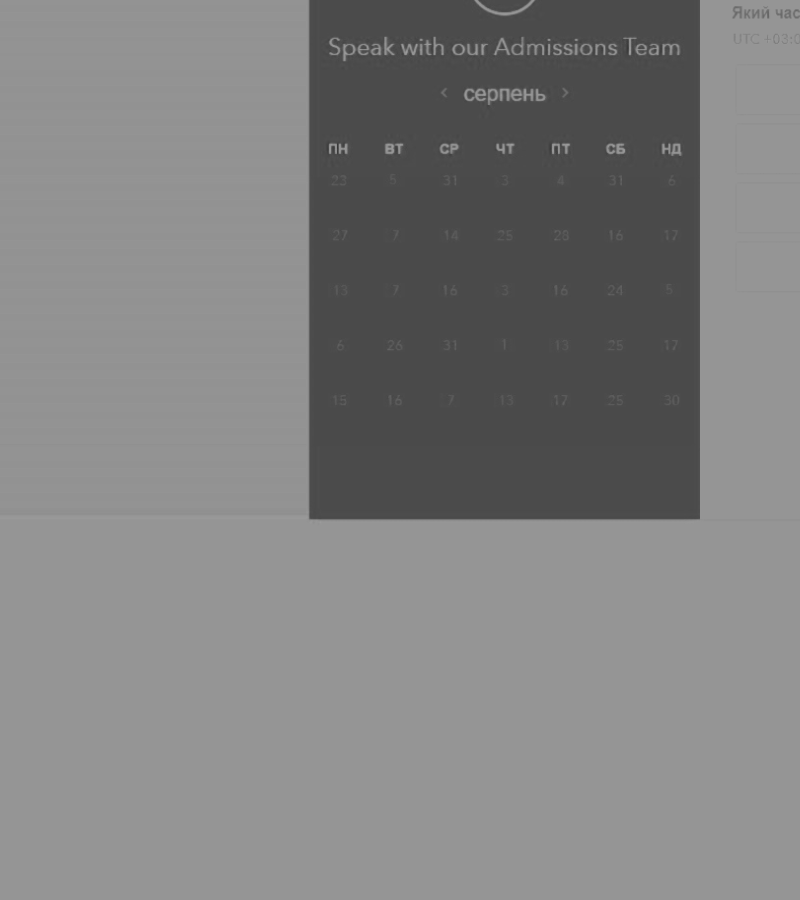 Speak with our Admissions Team
< серпень >
ПН ВТ СР ЧТ ПТ СБ НД
23 5 31 3 4 31 6
27 7 14 25 28 16 17
13 7 16 3 16 24 5
6 26 31 1 13 25 17
15 16 7 13 17 25 30
Який час
UTC +03:0